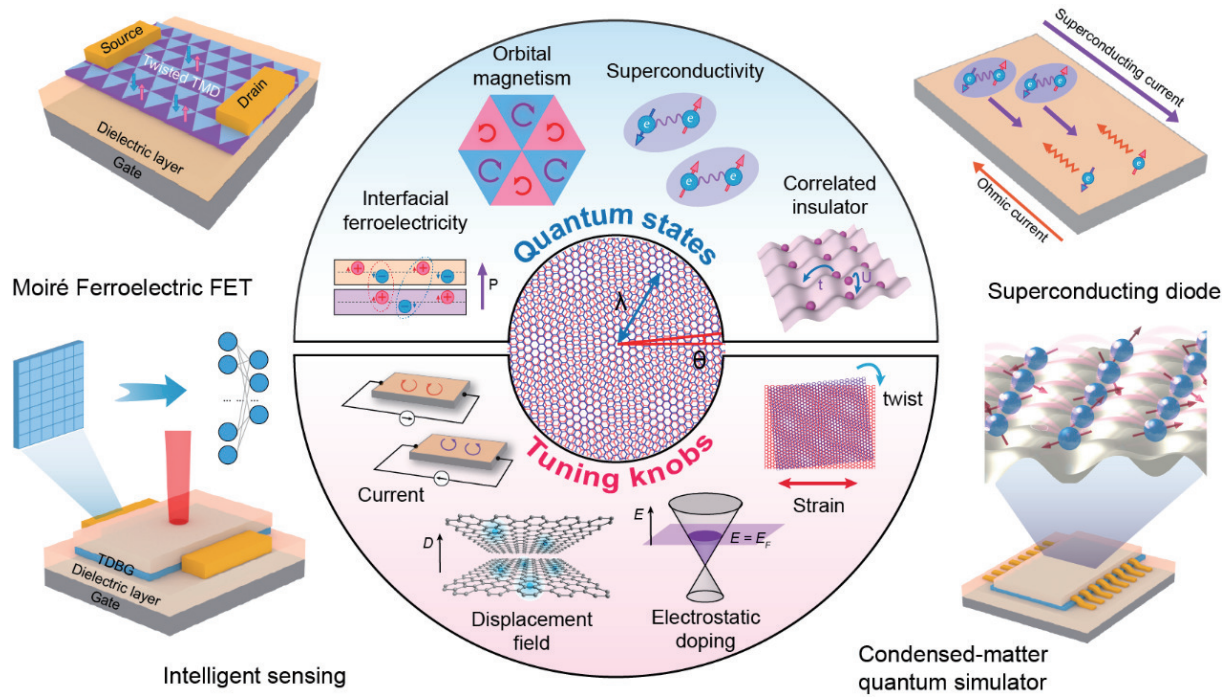 Source
Twisted TMD
Drain
Dielectric layer
Gate
Moiré Ferroelectric FET
Orbital
magnetism
Superconductivity
e
e
e
e
Interfacial
ferroelectricity
+
−
−
+
+
−
+
P
Correlated
insulator
t
U
Quantum states
λ
θ
Tuning knobs
Superconducting current
e
e
e
e
e
e
Ohmic current
Superconducting diode
... ...
... ...
TDBG
Dielectric layer
Gate
Intelligent sensing
Current
D
Displacement
field
E
E = E_F
Electrostatic
doping
twist
Strain
Condensed-matter
quantum simulator